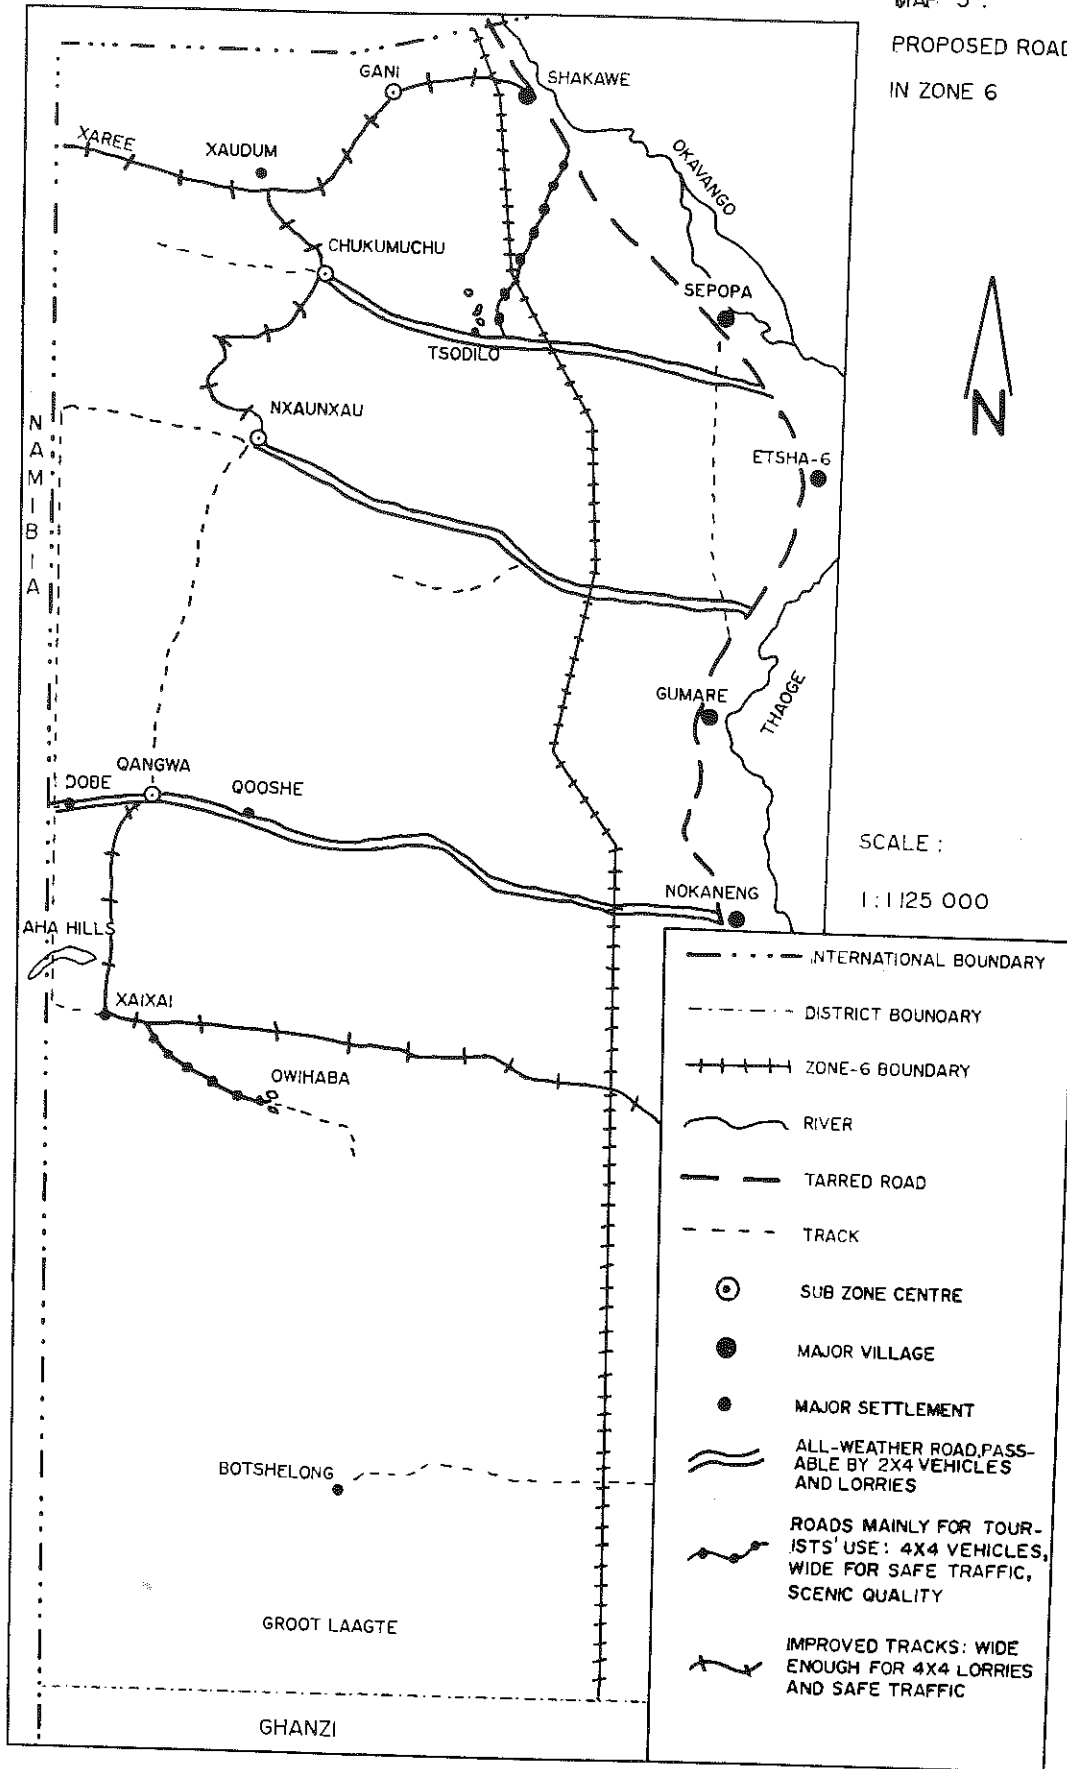 MAP 5 :
PROPOSED ROAD
IN ZONE 6
GANI
SHAKAWE
XAREE
XAUDUM
OKAVANGO
CHUKUMUCHU
SEPOPA
TSODILO
N
NXAUNXAU
NAMIBIA
ETSHA-6
GUMARE
THAOGE
QANGWA
DOBE
QOOSHE
SCALE :
1:1125 000
NOKANENG
AHA HILLS
XAIXAI
OWIHABA
BOTSHELONG
GROOT LAAGTE
GHANZI
INTERNATIONAL BOUNDARY
DISTRICT BOUNOARY
ZONE-6 BOUNDARY
RIVER
TARRED ROAD
TRACK
SUB ZONE CENTRE
MAJOR VILLAGE
MAJOR SETTLEMENT
ALL-WEATHER ROAD,PASS-
ABLE BY 2X4 VEHICLES
AND LORRIES
ROADS MAINLY FOR TOUR-
ISTS' USE: 4X4 VEHICLES,
WIDE FOR SAFE TRAFFIC,
SCENIC QUALITY
IMPROVED TRACKS: WIDE
ENOUGH FOR 4X4 LORRIES
AND SAFE TRAFFIC